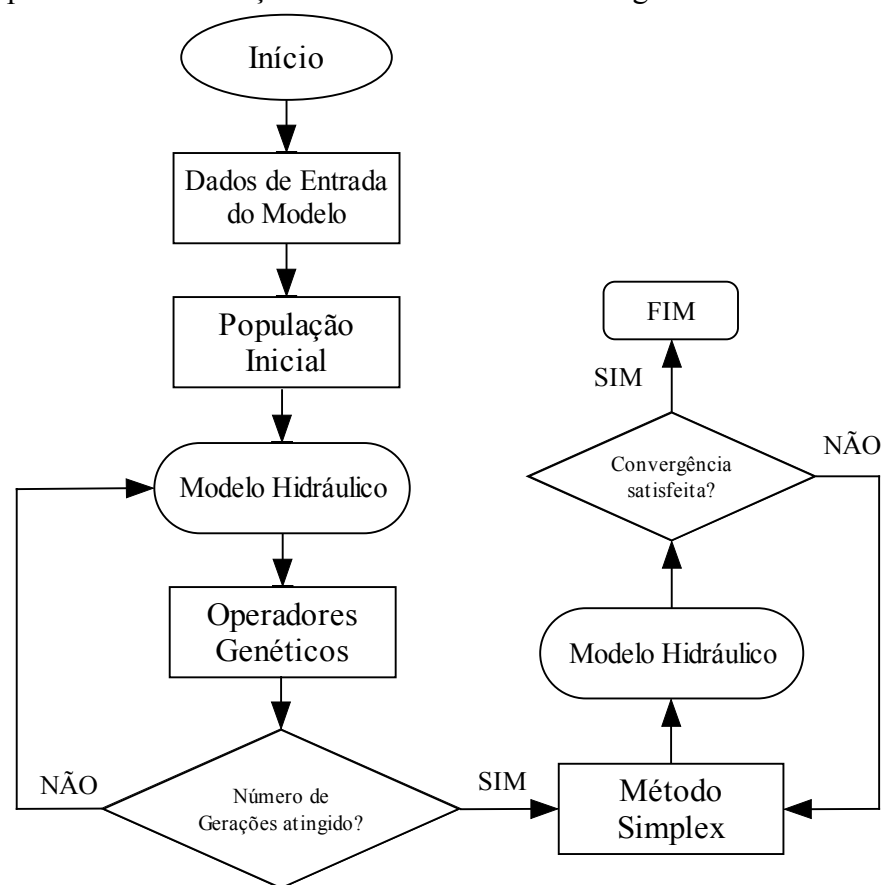 Início
Dados de Entrada
do Modelo
População
Inicial
Modelo Hidráulico
Operadores
Genéticos
Número de
Gerações atingido?
NÃO
SIM
Método
Simplex
Modelo Hidráulico
Convergência
satisfeita?
NÃO
SIM
FIM